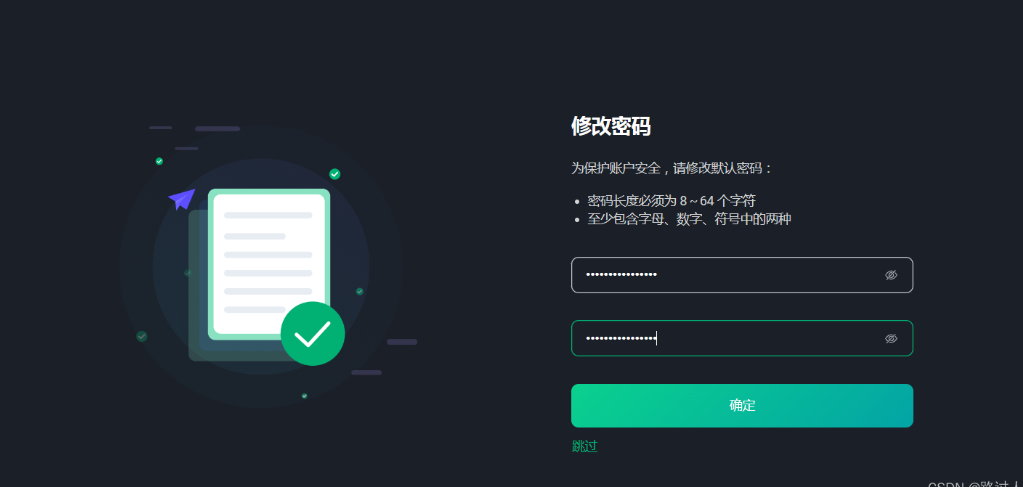 修改密码
为保护账户安全，请修改默认密码：
• 密码长度必须为 8 ~ 64 个字符
• 至少包含字母、数字、符号中的两种
••••••••••••••••
••••••••••••••••
确定
跳过
CSDN @路过人